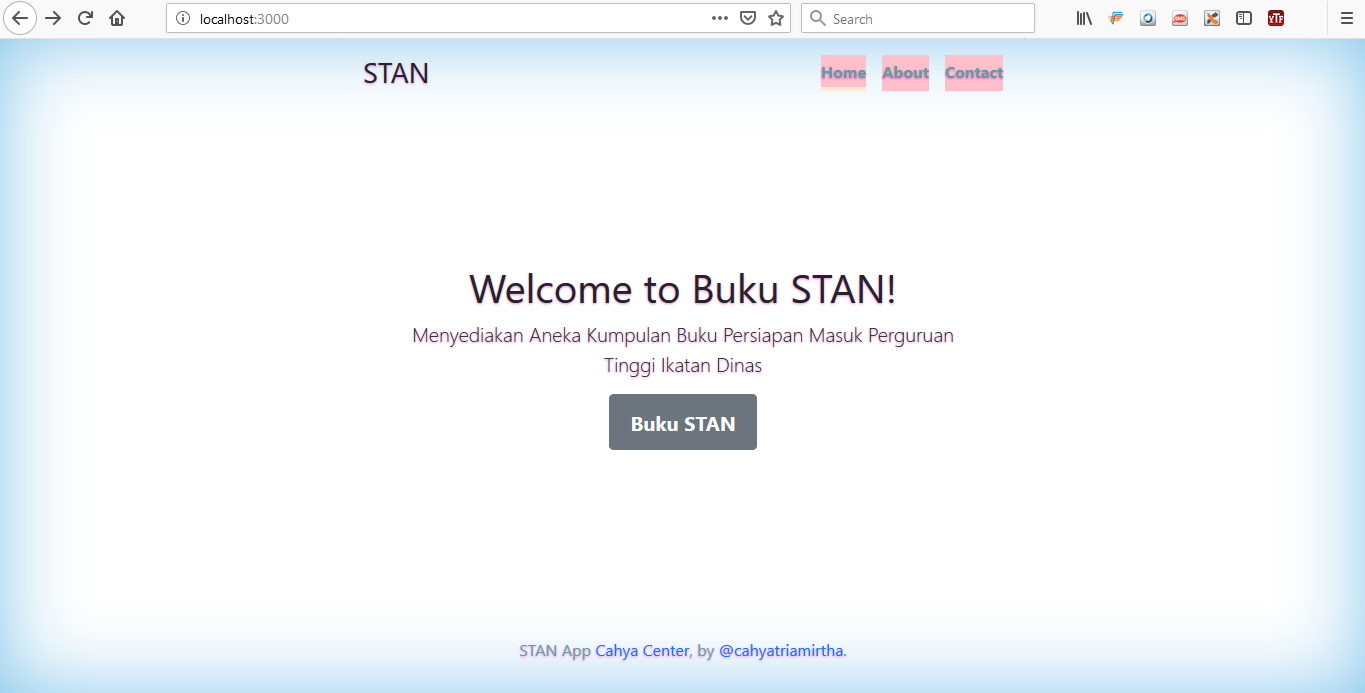 localhost:3000
Search
STAN
Home About Contact
Welcome to Buku STAN!
Menyediakan Aneka Kumpulan Buku Persiapan Masuk Perguruan
Tinggi Ikatan Dinas
Buku STAN
STAN App Cahya Center, by @cahyatriamirtha.